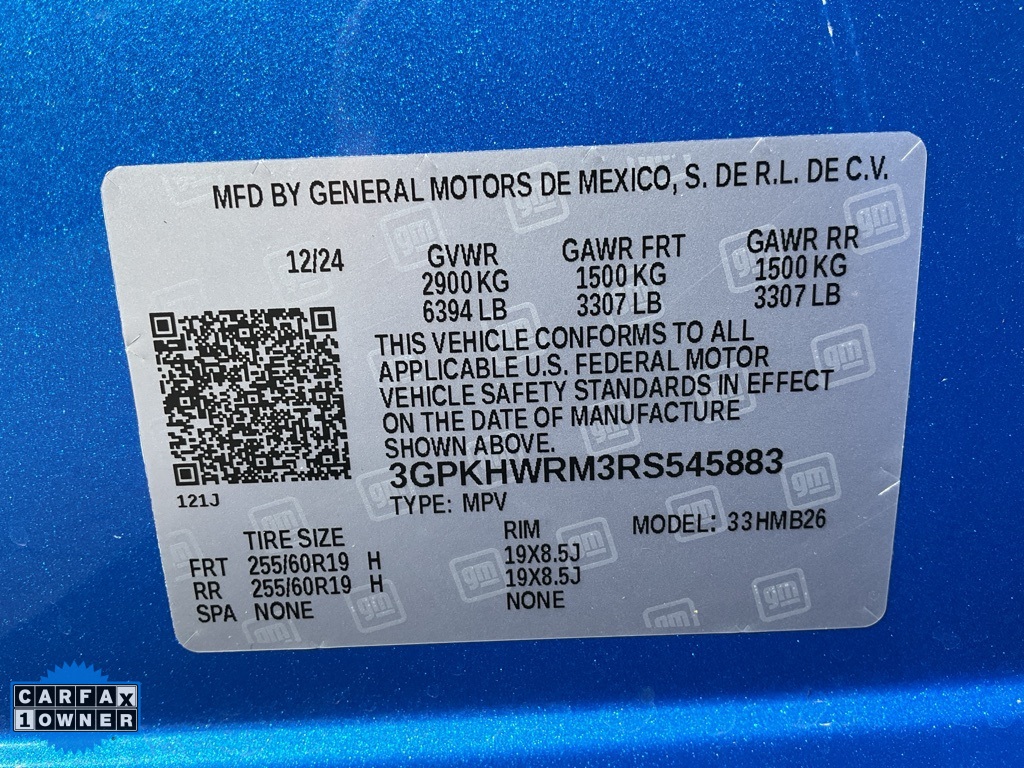 MFD BY GENERAL MOTORS DE MEXICO, S. DE R.L. DE C.V.
12/24 GVWR GAWR FRT GAWR RR
2900 KG 1500 KG 1500 KG
6394 LB 3307 LB 3307 LB
THIS VEHICLE CONFORMS TO ALL
APPLICABLE U.S. FEDERAL MOTOR
VEHICLE SAFETY STANDARDS IN EFFECT
ON THE DATE OF MANUFACTURE
SHOWN ABOVE.
3GPKHWRM3RS545883
121J
TYPE: MPV
TIRE SIZE RIM MODEL: 33HMB26
FRT 255/60R19 H 19X8.5J
RR 255/60R19 H 19X8.5J
SPA NONE NONE
gm
CARFAX
1 OWNER